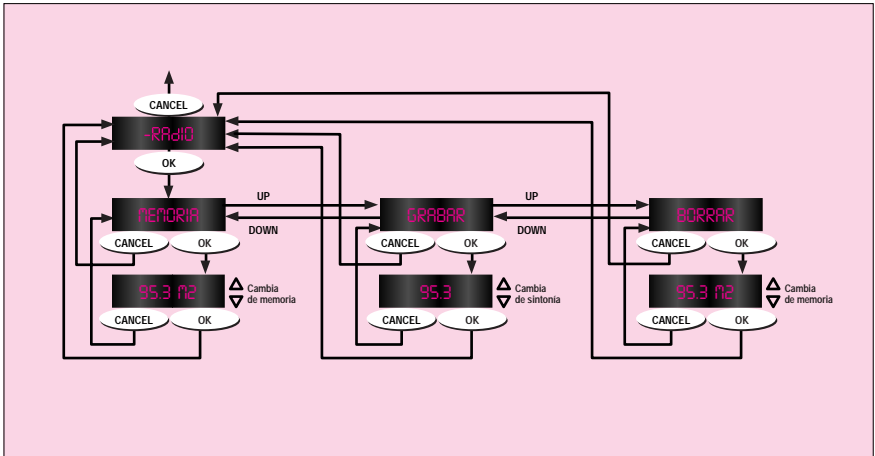 CANCEL
-RAdIO
OK
UP
UP
MEMORIA
GRABAR
BORRAR
DOWN
DOWN
CANCEL
OK
CANCEL
OK
CANCEL
OK
95.3 M2
Cambia
de memoria
95.3
Cambia
de sintonía
95.3 M2
Cambia
de memoria
CANCEL
OK
CANCEL
OK
CANCEL
OK